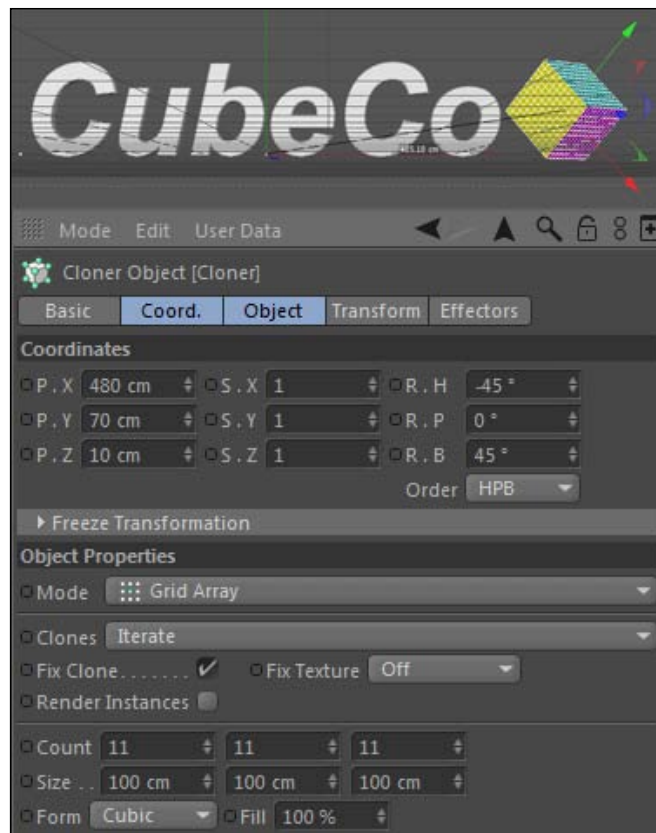 CubeCo
Mode Edit User Data
Cloner Object [Cloner]
Basic Coord. Object Transform Effectors
Coordinates
P . X 480 cm S . X 1 R . H -45 °
P . Y 70 cm S . Y 1 R . P 0 °
P . Z 10 cm S . Z 1 R . B 45 °
Order HPB
Freeze Transformation
Object Properties
Mode Grid Array
Clones Iterate
Fix Clone....... Fix Texture Off
Render Instances
Count 11 11 11
Size .. 100 cm 100 cm 100 cm
Form Cubic Fill 100 %